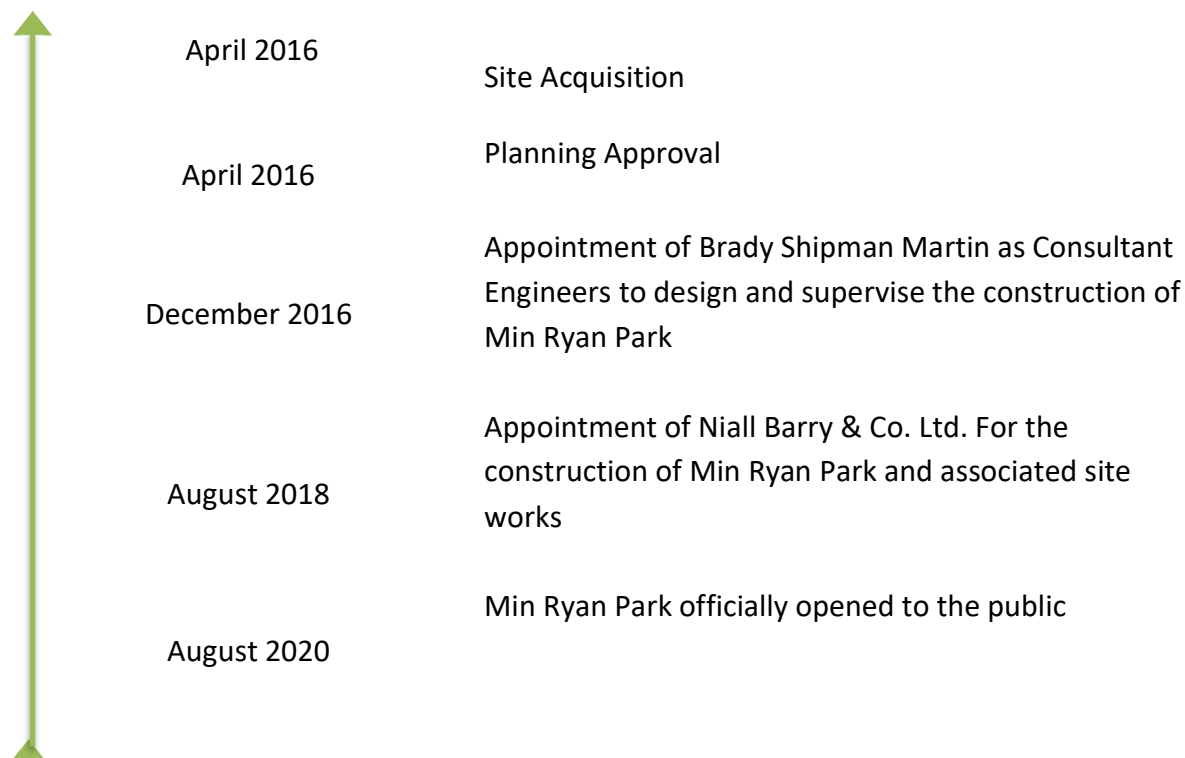 April 2016
Site Acquisition
Planning Approval
April 2016
Appointment of Brady Shipman Martin as Consultant
Engineers to design and supervise the construction of
Min Ryan Park
December 2016
Appointment of Niall Barry & Co. Ltd. For the
construction of Min Ryan Park and associated site
works
August 2018
Min Ryan Park officially opened to the public
August 2020